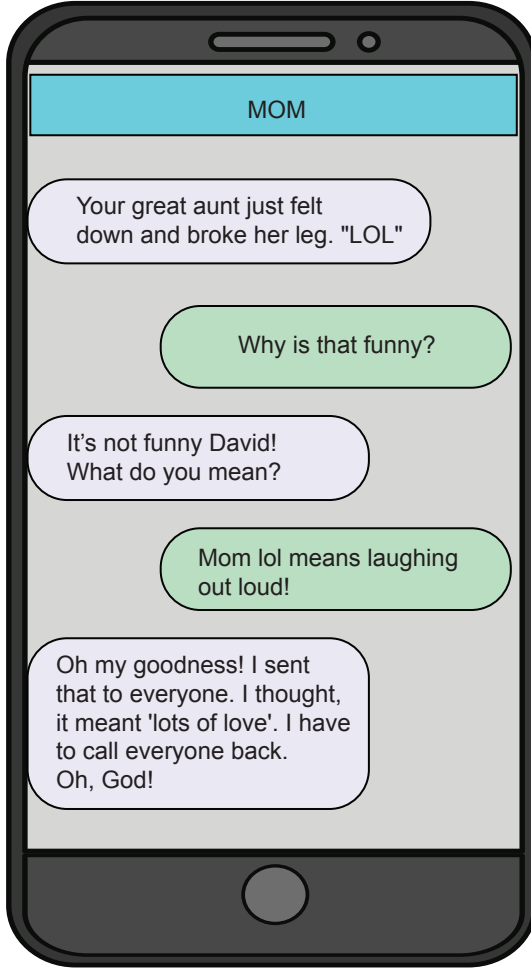 MOM
Your great aunt just felt
down and broke her leg. "LOL"
Why is that funny?
It’s not funny David!
What do you mean?
Mom lol means laughing
out loud!
Oh my goodness! I sent
that to everyone. I thought,
it meant 'lots of love'. I have
to call everyone back.
Oh, God!